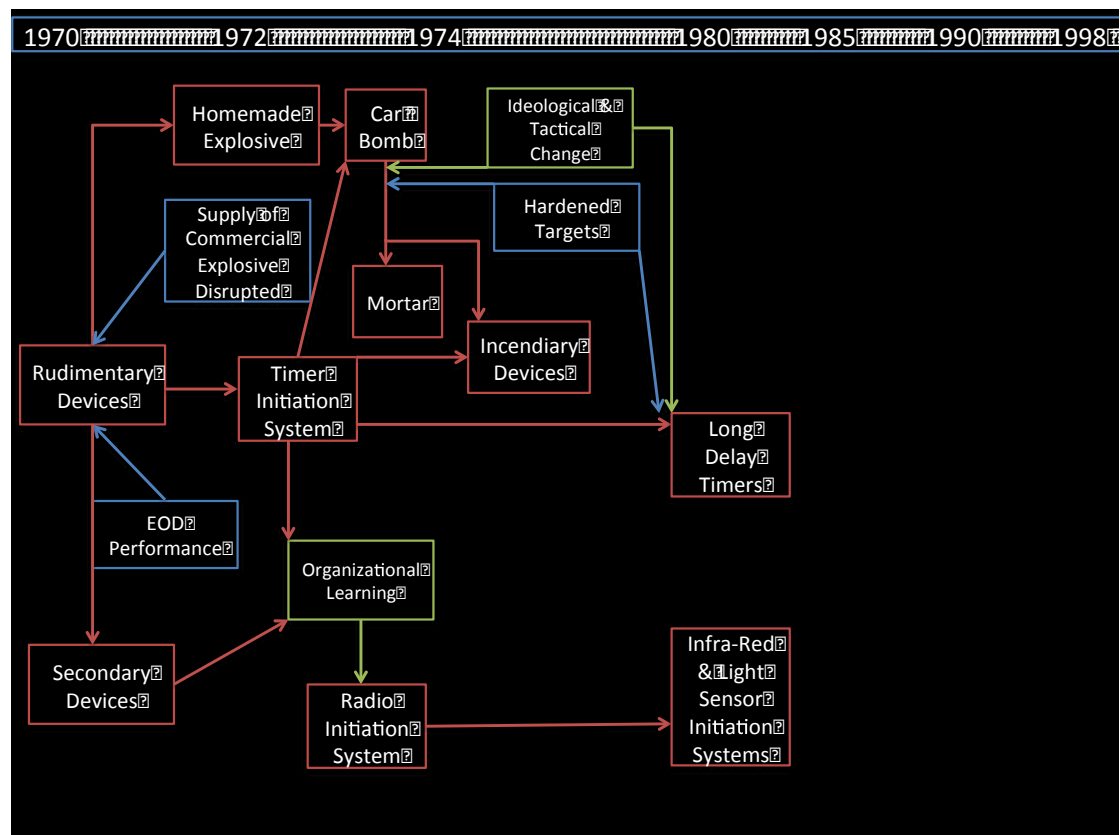 1970 1972 1974 1980 1985 1990 1998
Homemade
Explosive
Car
Bomb
Ideological &
Tactical
Change
Supply of
Commercial
Explosive
Disrupted
Hardened
Targets
Mortar
Rudimentary
Devices
Timer
Initiation
System
Incendiary
Devices
Long
Delay
Timers
EOD
Performance
Organizational
Learning
Secondary
Devices
Radio
Initiation
System
Infra-Red
& Light
Sensor
Initiation
Systems